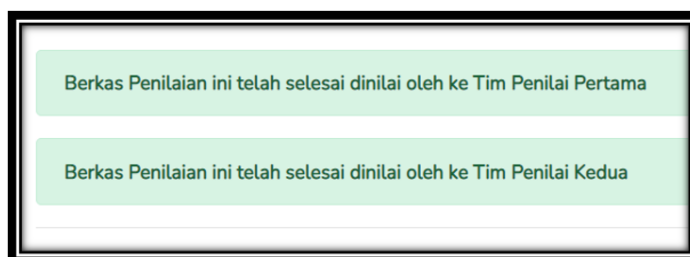 Berkas Penilaian ini telah selesai dinilai oleh ke Tim Penilai Pertama
Berkas Penilaian ini telah selesai dinilai oleh ke Tim Penilai Kedua